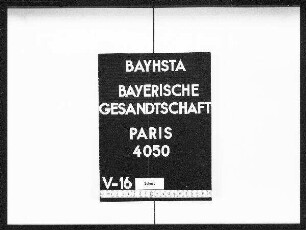 BAYHSTA
BAYERISCHE
GESANDTSCHAFT
PARIS
4050
V-16